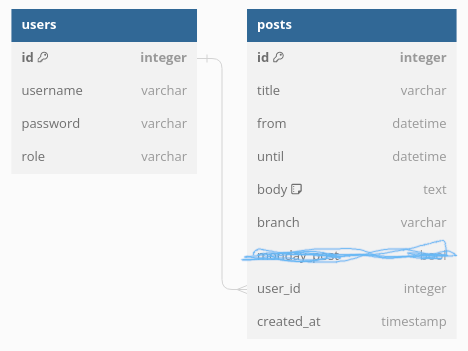 users
id integer
username varchar
password varchar
role varchar
posts
id integer
title varchar
from datetime
until datetime
body text
branch varchar
monday_post bool
user_id integer
created_at timestamp